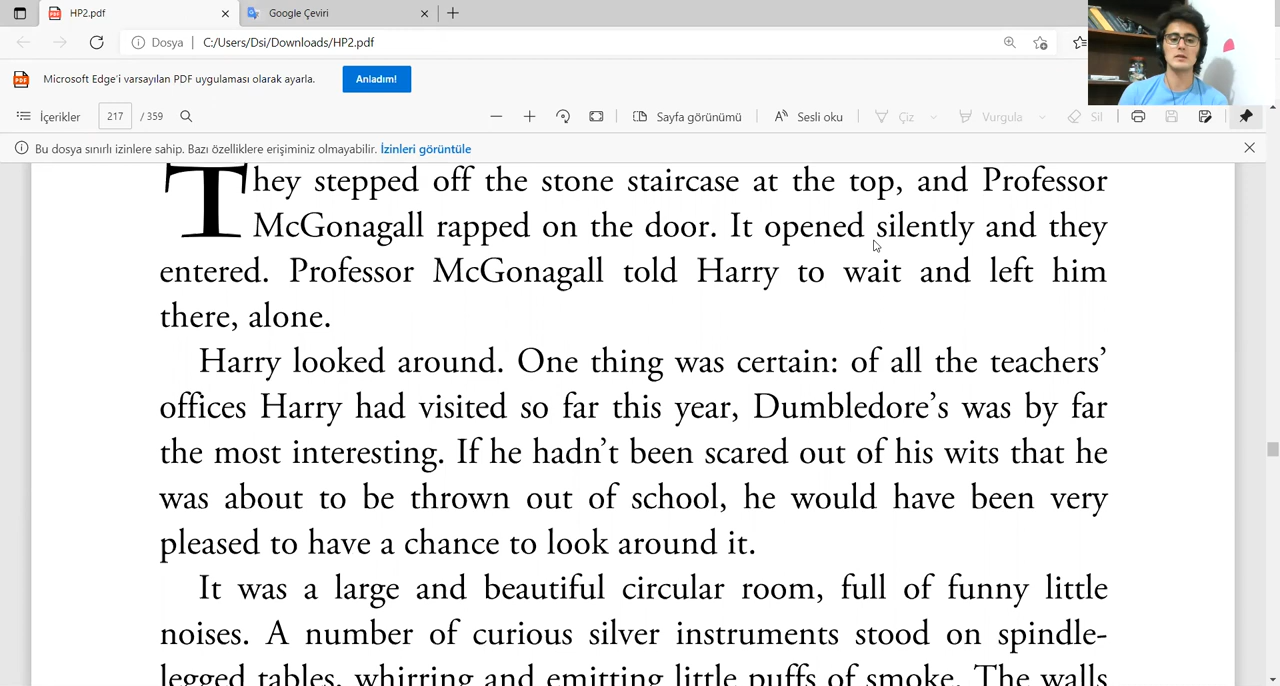 HP2.pdf
Google Çeviri
Dosya
C:/Users/Dsi/Downloads/HP2.pdf
Microsoft Edge'i varsayılan PDF uygulaması olarak ayarla.
Anladım!
İçerikler
217
/ 359
Sayfa görünümü
Sesli oku
Çiz
Vurgula
Sil
Bu dosya sınırlı izinlere sahip. Bazı özelliklere erişiminiz olmayabilir. İzinleri görüntüle
They stepped off the stone staircase at the top, and Professor
McGonagall rapped on the door. It opened silently and they
entered. Professor McGonagall told Harry to wait and left him
there, alone.
Harry looked around. One thing was certain: of all the teachers’
offices Harry had visited so far this year, Dumbledore’s was by far
the most interesting. If he hadn’t been scared out of his wits that he
was about to be thrown out of school, he would have been very
pleased to have a chance to look around it.
It was a large and beautiful circular room, full of funny little
noises. A number of curious silver instruments stood on spindle-
legged tables, whirring and emitting little puffs of smoke. The walls